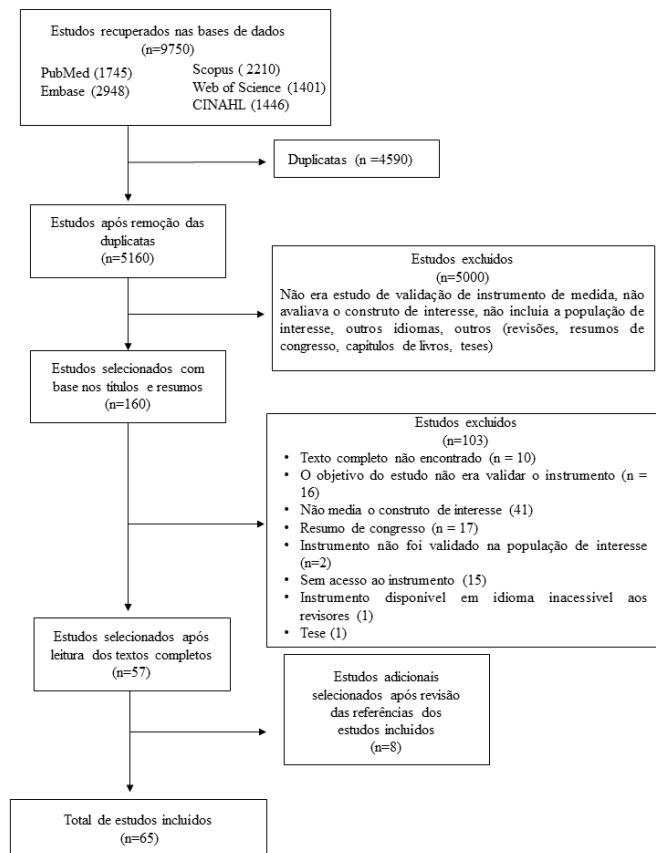 Estudos recuperados nas bases de dados
(n=9750)
PubMed (1745)
Embase (2948)
Scopus ( 2210)
Web of Science (1401)
CINAHL (1446)
Duplicatas (n =4590)
Estudos após remoção das
duplicatas
(n=5160)
Estudos excluidos
(n=5000)
Não era estudo de validação de instrumento de medida, não
avaliava o construto de interesse, não incluia a população de
interesse, outros idiomas, outros (revisões, resumos de
congresso, capítulos de livros, teses)
Estudos selecionados com
base nos títulos e resumos
(n=160)
Estudos excluidos
(n=103)
• Texto completo não encontrado (n = 10)
• O objetivo do estudo não era validar o instrumento (n =
16)
• Não media o construto de interesse (41)
• Resumo de congresso (n = 17)
• Instrumento não foi validado na população de interesse
(n=2)
• Sem acesso ao instrumento (15)
• Instrumento disponível em idioma inacessível aos
revisores (1)
• Tese (1)
Estudos selecionados após
leitura dos textos completos
(n=57)
Estudos adicionais
selecionados após revisão
das referências dos
estudos incluidos
(n=8)
Total de estudos incluidos
(n=65)